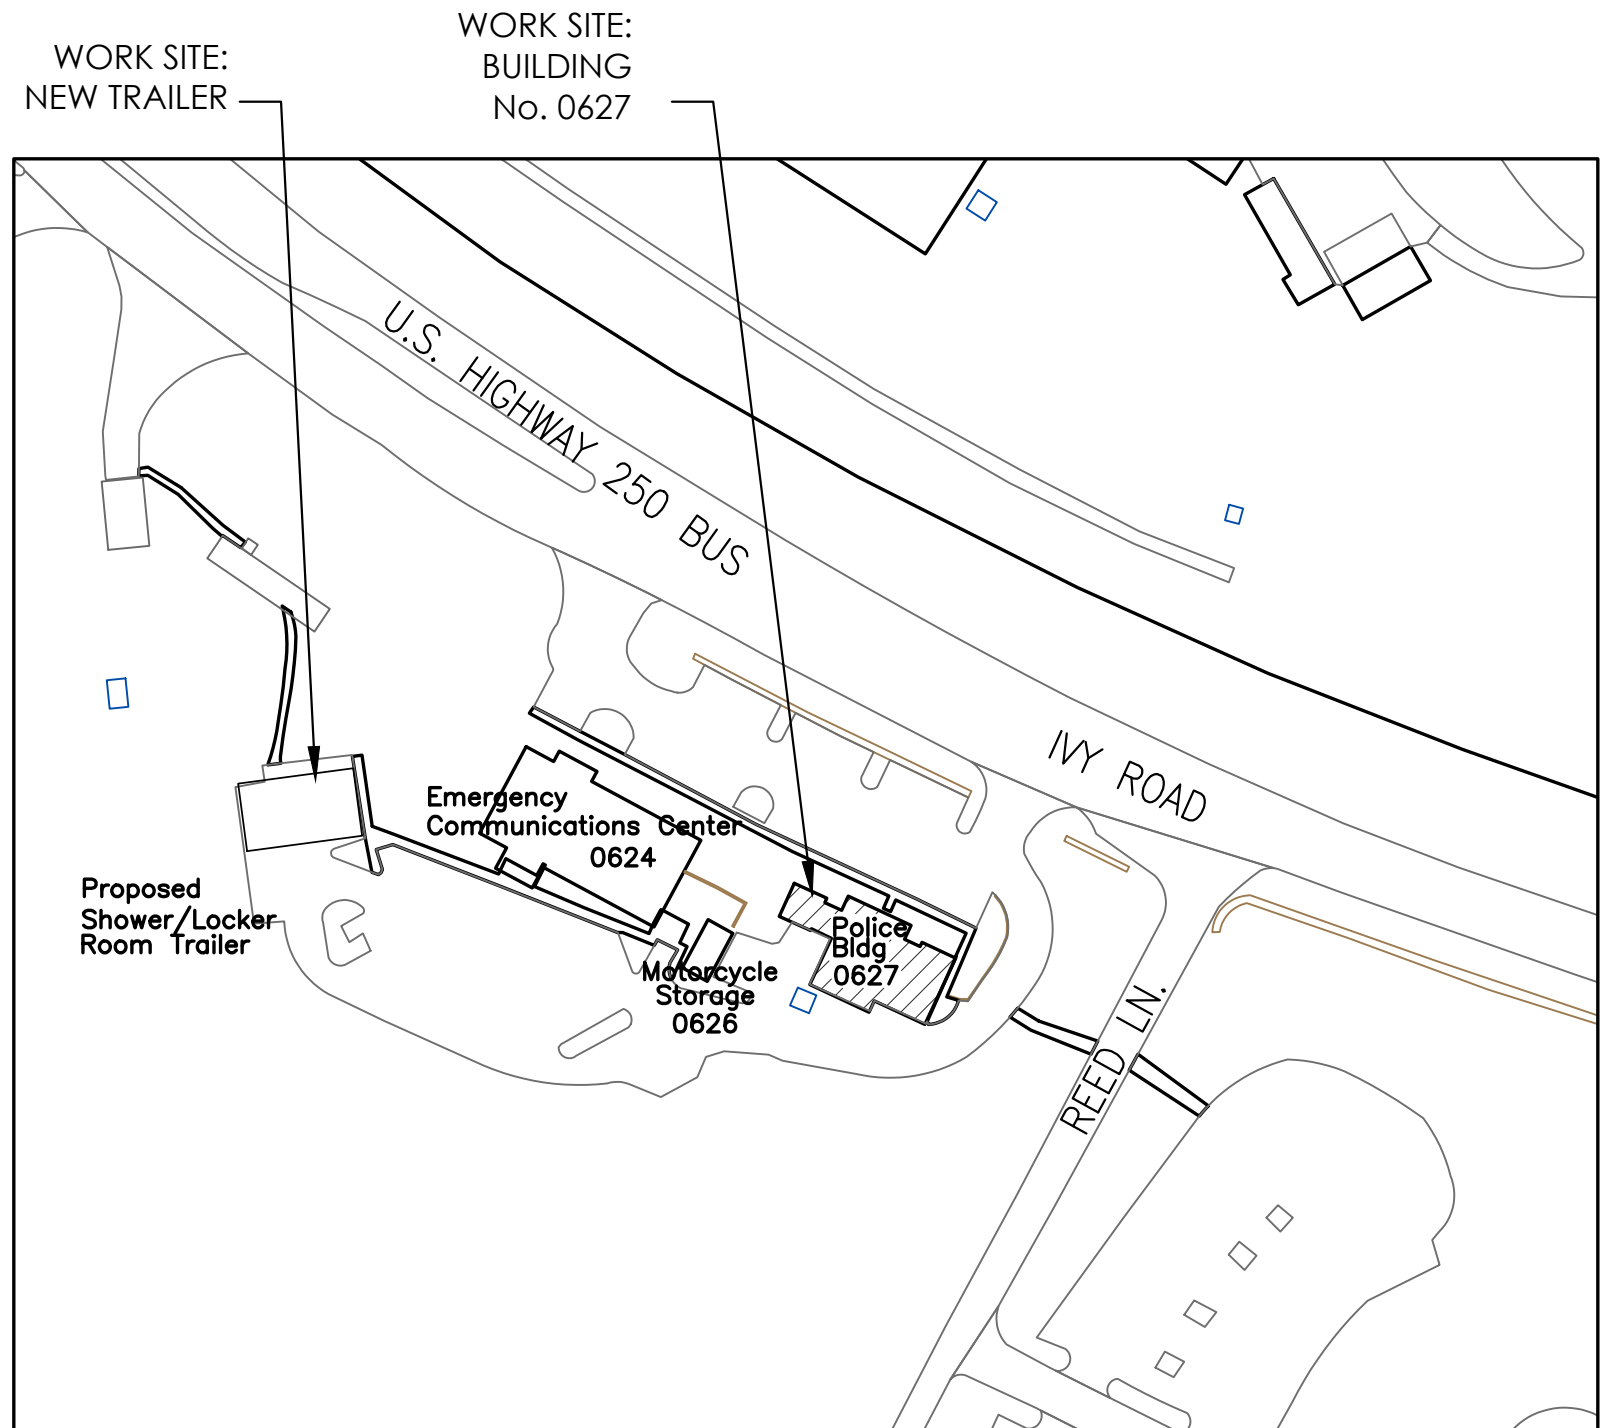 WORK SITE:
NEW TRAILER
WORK SITE:
BUILDING
No. 0627
U.S. HIGHWAY 250 BUS
IVY ROAD
Emergency
Communications Center
0624
Proposed
Shower/Locker
Room Trailer
Police
Bldg
0627
Motorcycle
Storage
0626
REED LN.